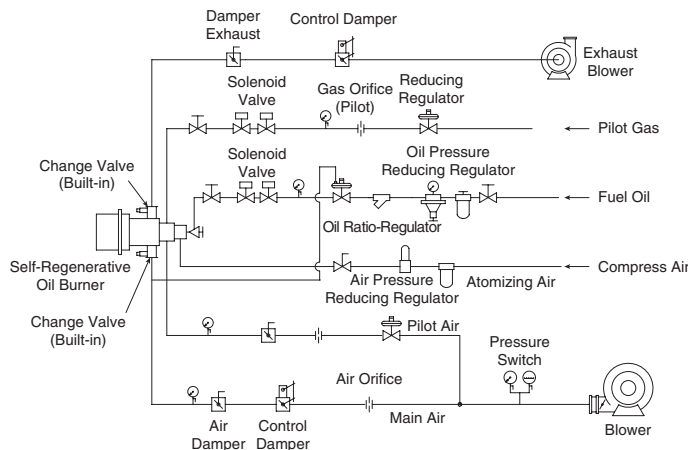 Damper
Exhaust
Control Damper
Exhaust
Blower
Solenoid
Valve
Gas Orifice
(Pilot)
Reducing
Regulator
Pilot Gas
Change Valve
(Built-in)
Solenoid
Valve
Oil Pressure
Reducing Regulator
Fuel Oil
Oil Ratio-Regulator
Self-Regenerative
Oil Burner
Air Pressure
Reducing Regulator
Atomizing Air
Compress Air
Change Valve
(Built-in)
Pilot Air
Pressure
Switch
Air Orifice
Air
Damper
Control
Damper
Main Air
Blower